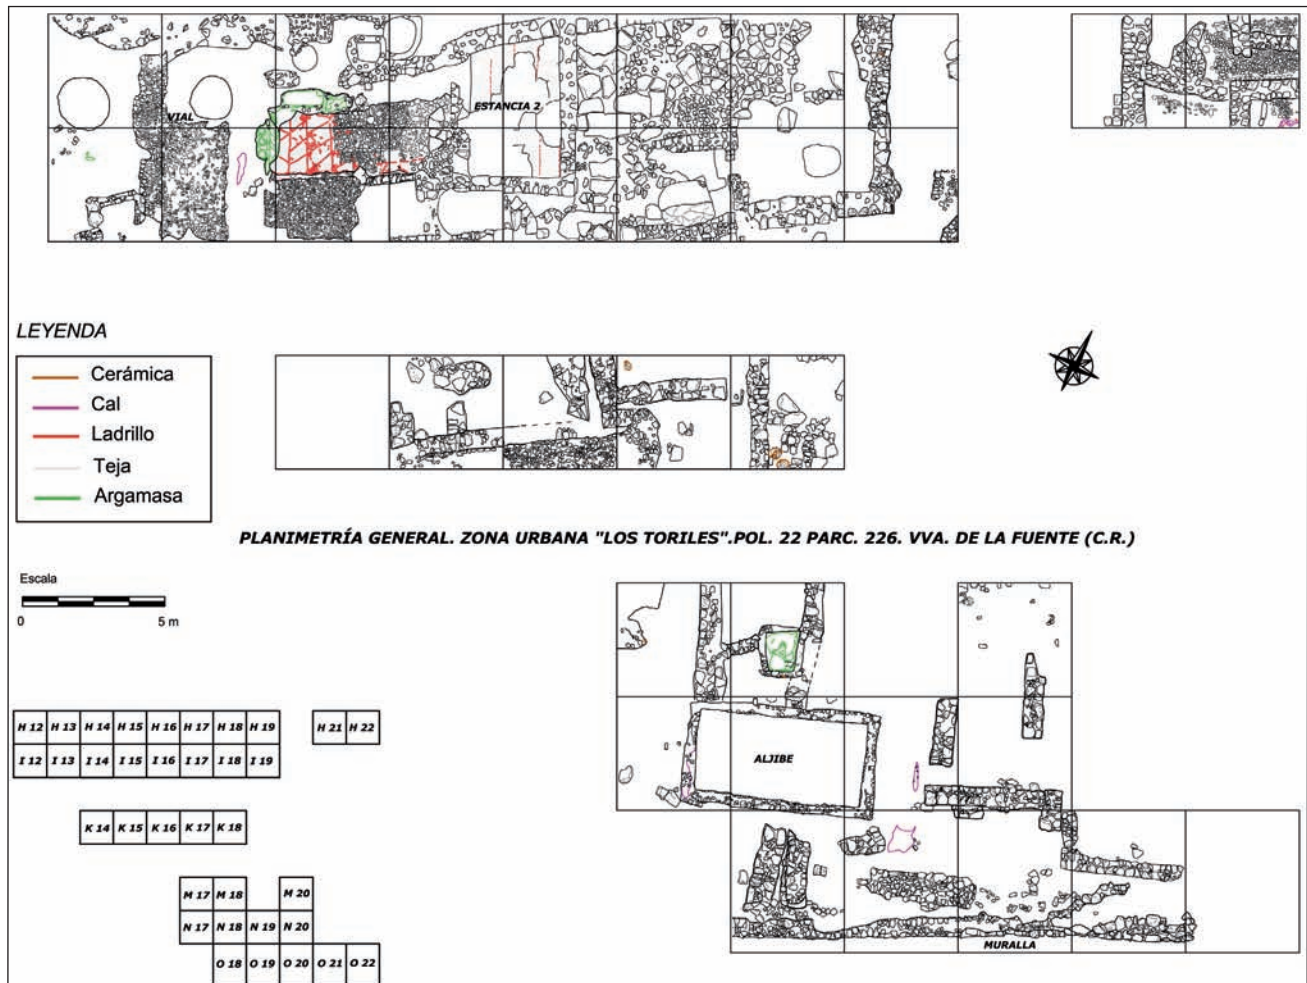 VIAL
ESTANCIA 2
LEYENDA
Cerámica
Cal
Ladrillo
Teja
Argamasa
PLANIMETRÍA GENERAL. ZONA URBANA "LOS TORILES".POL. 22 PARC. 226. VVA. DE LA FUENTE (C.R.)
Escala
0 5 m
H 12 H 13 H 14 H 15 H 16 H 17 H 18 H 19 H 21 H 22
I 12 I 13 I 14 I 15 I 16 I 17 I 18 I 19
K 14 K 15 K 16 K 17 K 18
M 17 M 18 M 20
N 17 N 18 N 19 N 20
O 18 O 19 O 20 O 21 O 22
ALJIBE
MURALLA